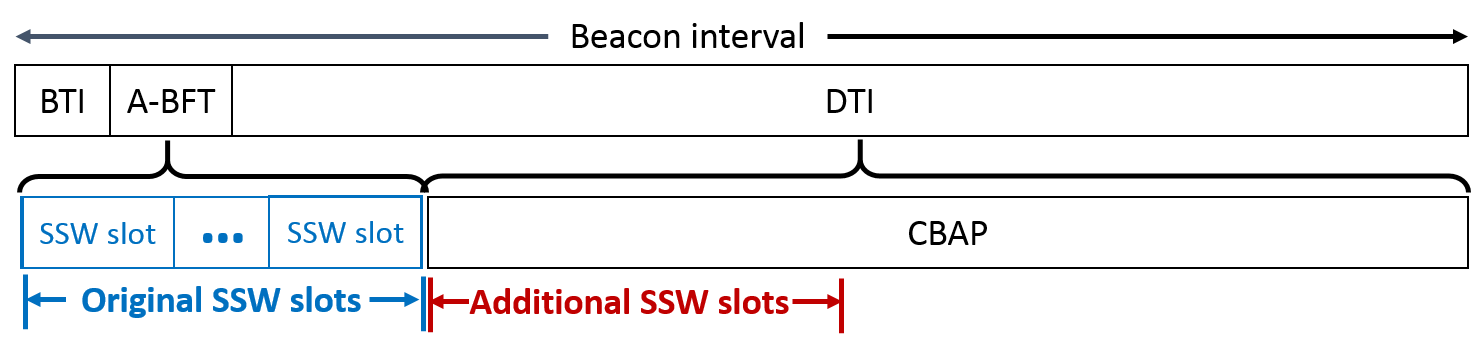 Beacon interval
BTI A-BFT DTI
SSW slot ... SSW slot CBAP
Original SSW slots Additional SSW slots